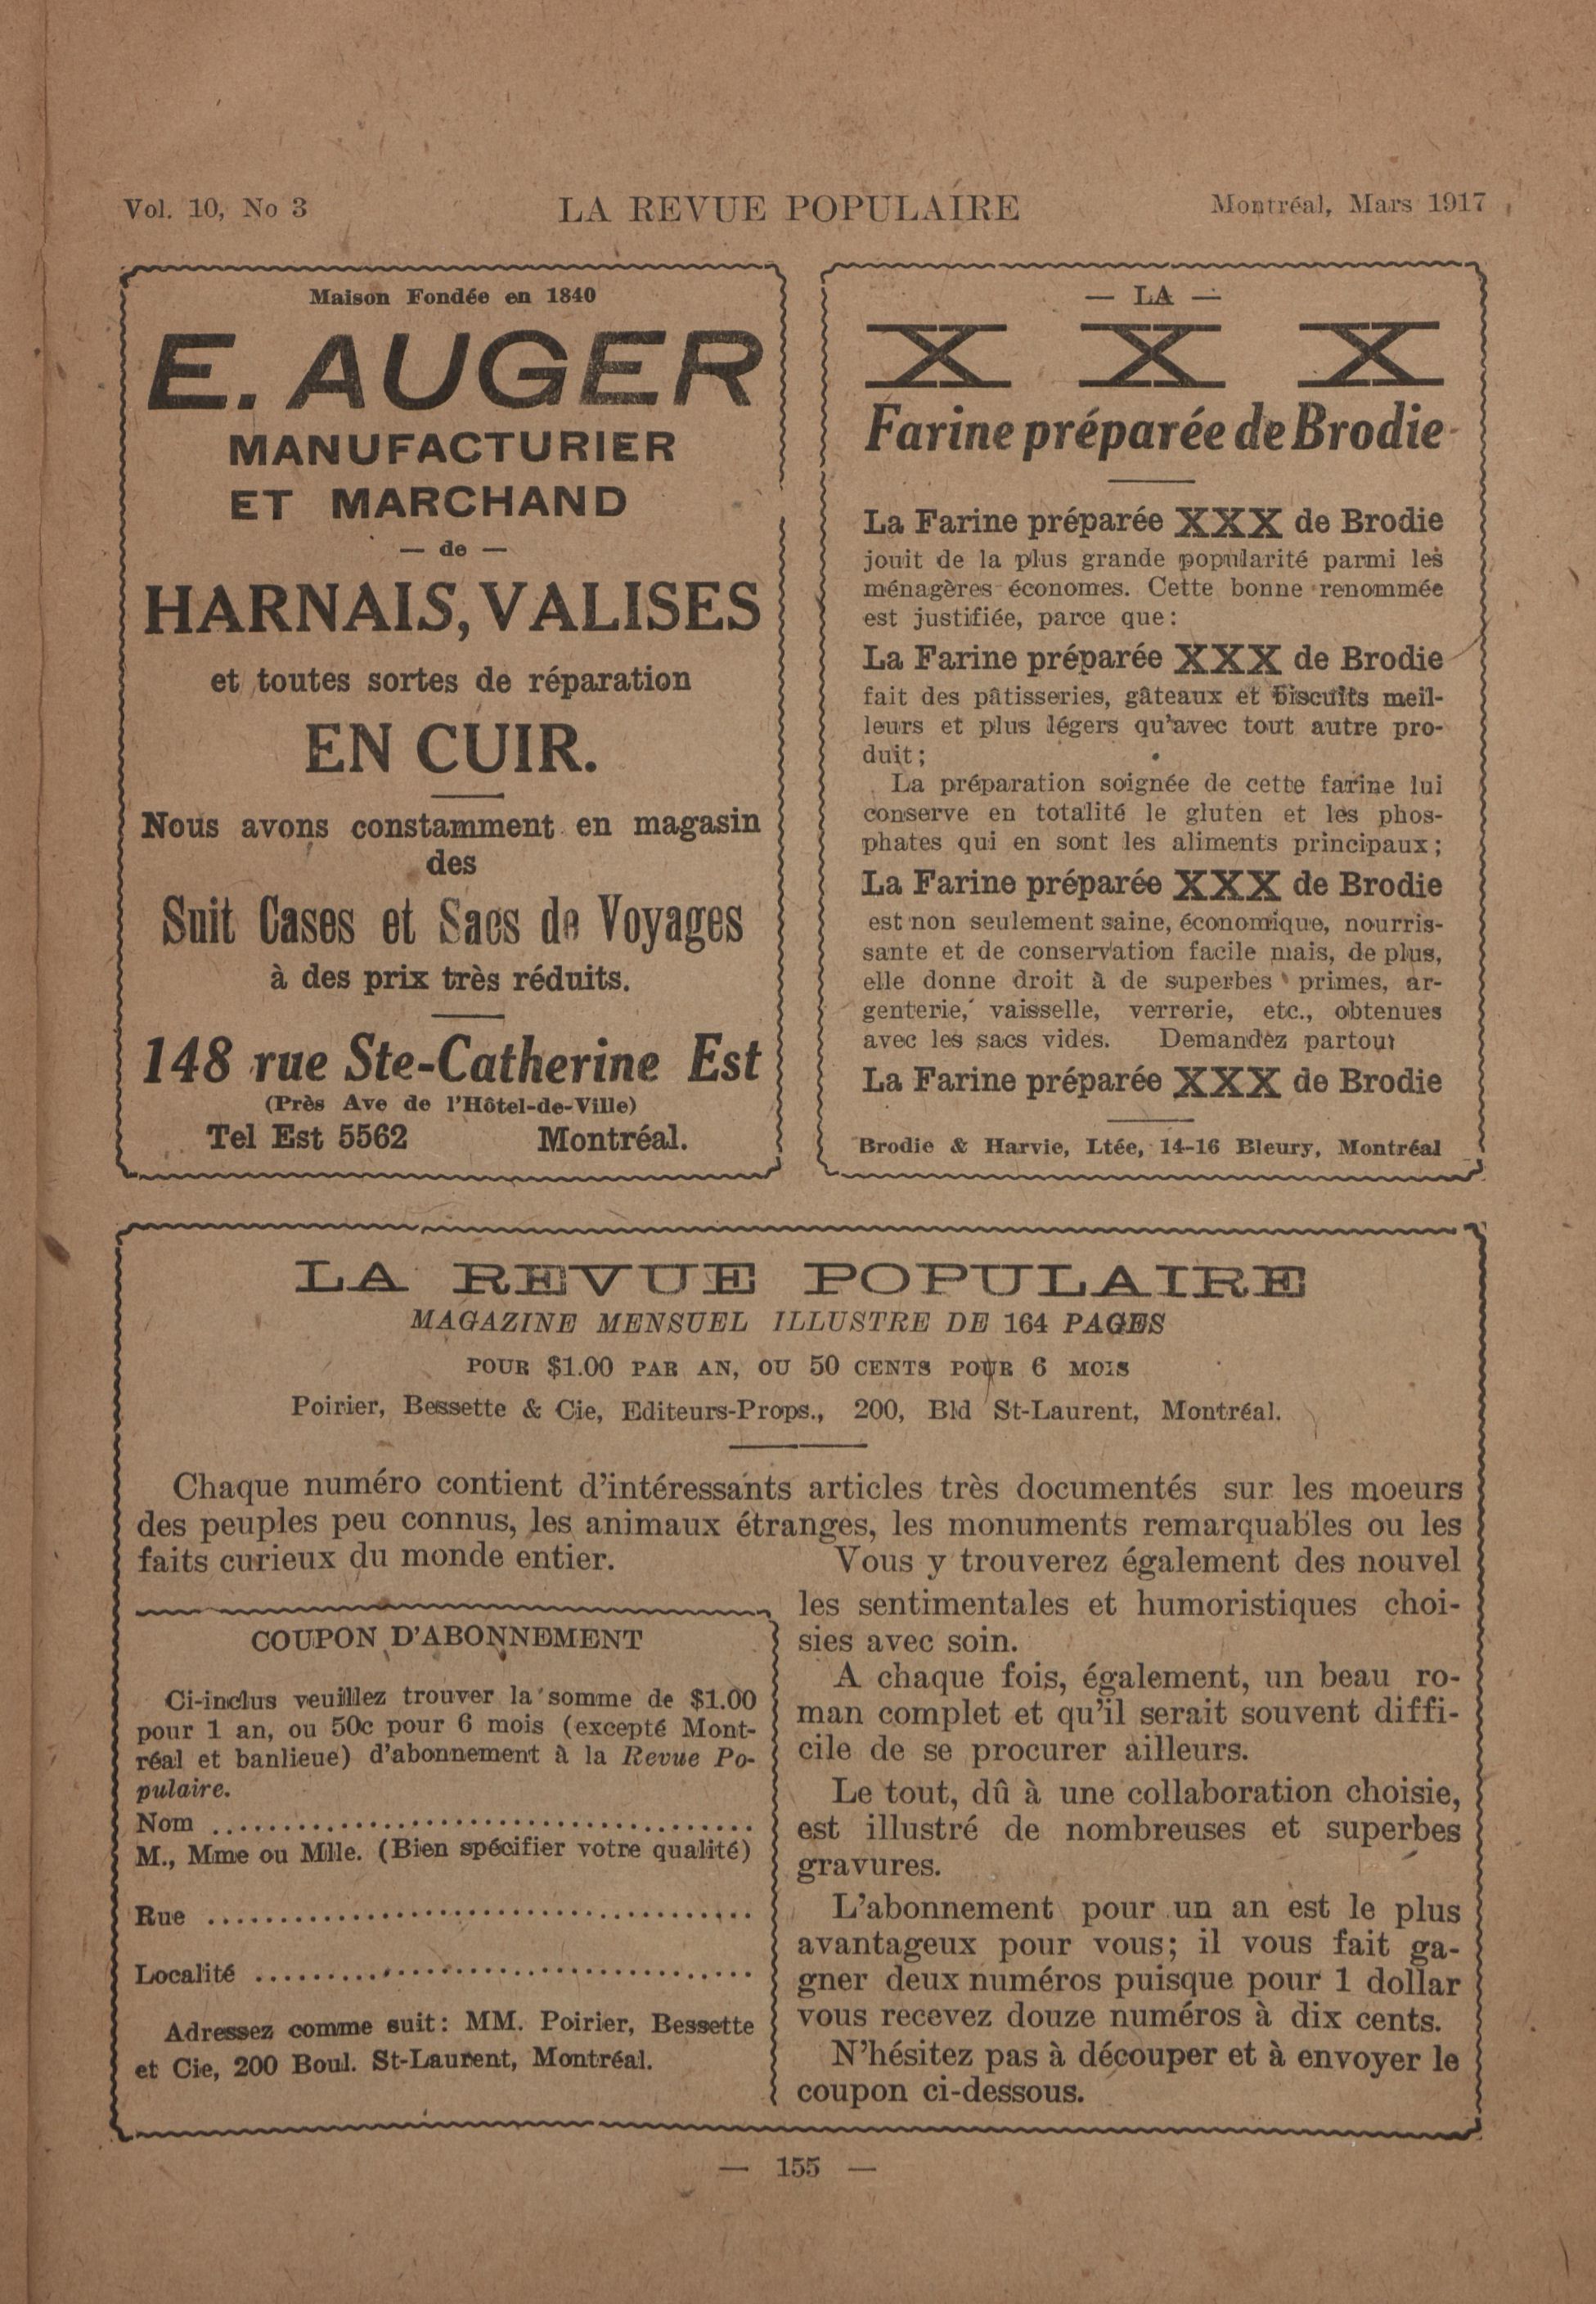 Vol. 10, No 3 LA REVUE POPULAIRE Montréal, Mars 1917
Maison Fondée en 1840
E. AUGER
MANUFACTURIER
ET MARCHAND
— de —
HARNAIS, VALISES
et toutes sortes de réparation
EN CUIR.
Nous avons constamment en magasin
des
Suit Cases et Sacs de Voyages
à des prix très réduits.
148 rue Ste-Catherine Est
(Près Ave de l'Hôtel-de-Ville)
Tel Est 5562 Montréal.
— LA —
X X X
Farine préparée de Brodie
La Farine préparée XXX de Brodie
jouit de la plus grande popularité parmi les
ménagères économes. Cette bonne renommée
est justifiée, parce que:
La Farine préparée XXX de Brodie
fait des pâtisseries, gâteaux et biscuits meil-
leurs et plus légers qu'avec tout autre pro-
duit;
La préparation soignée de cette farine lui
conserve en totalité le gluten et les phos-
phates qui en sont les aliments principaux;
La Farine préparée XXX de Brodie
est non seulement saine, économique, nourris-
sante et de conservation facile mais, de plus,
elle donne droit à de superbes primes, ar-
genterie, vaisselle, verrerie, etc., obtenues
avec les sacs vides. Demandez partout
La Farine préparée XXX de Brodie
Brodie & Harvie, Ltée, 14-16 Bleury, Montréal
LA REVUE POPULAIRE
MAGAZINE MENSUEL ILLUSTRE DE 164 PAGES
POUR $1.00 PAR AN, OU 50 CENTS POUR 6 MOIS
Poirier, Bessette & Cie, Editeurs-Props., 200, Bld St-Laurent, Montréal.
Chaque numéro contient d'intéressants articles très documentés sur les moeurs
des peuples peu connus, les animaux étranges, les monuments remarquables ou les
faits curieux du monde entier. Vous y trouverez également des nouvel
les sentimentales et humoristiques choi-
sies avec soin.
A chaque fois, également, un beau ro-
man complet et qu'il serait souvent diffi-
cile de se procurer ailleurs.
Le tout, dû à une collaboration choisie,
est illustré de nombreuses et superbes
gravures.
L'abonnement pour un an est le plus
avantageux pour vous; il vous fait ga-
gner deux numéros puisque pour 1 dollar
vous recevez douze numéros à dix cents.
N'hésitez pas à découper et à envoyer le
coupon ci-dessous.
COUPON D'ABONNEMENT
Ci-inclus veuillez trouver la somme de $1.00
pour 1 an, ou 50c pour 6 mois (excepté Mont-
réal et banlieue) d'abonnement à la Revue Po-
pulaire.
Nom ......................................
M., Mme ou Mlle. (Bien spécifier votre qualité)
Rue ......................................
Localité ...................................
Adressez comme suit: MM. Poirier, Bessette
et Cie, 200 Boul. St-Laurent, Montréal.
— 155 —